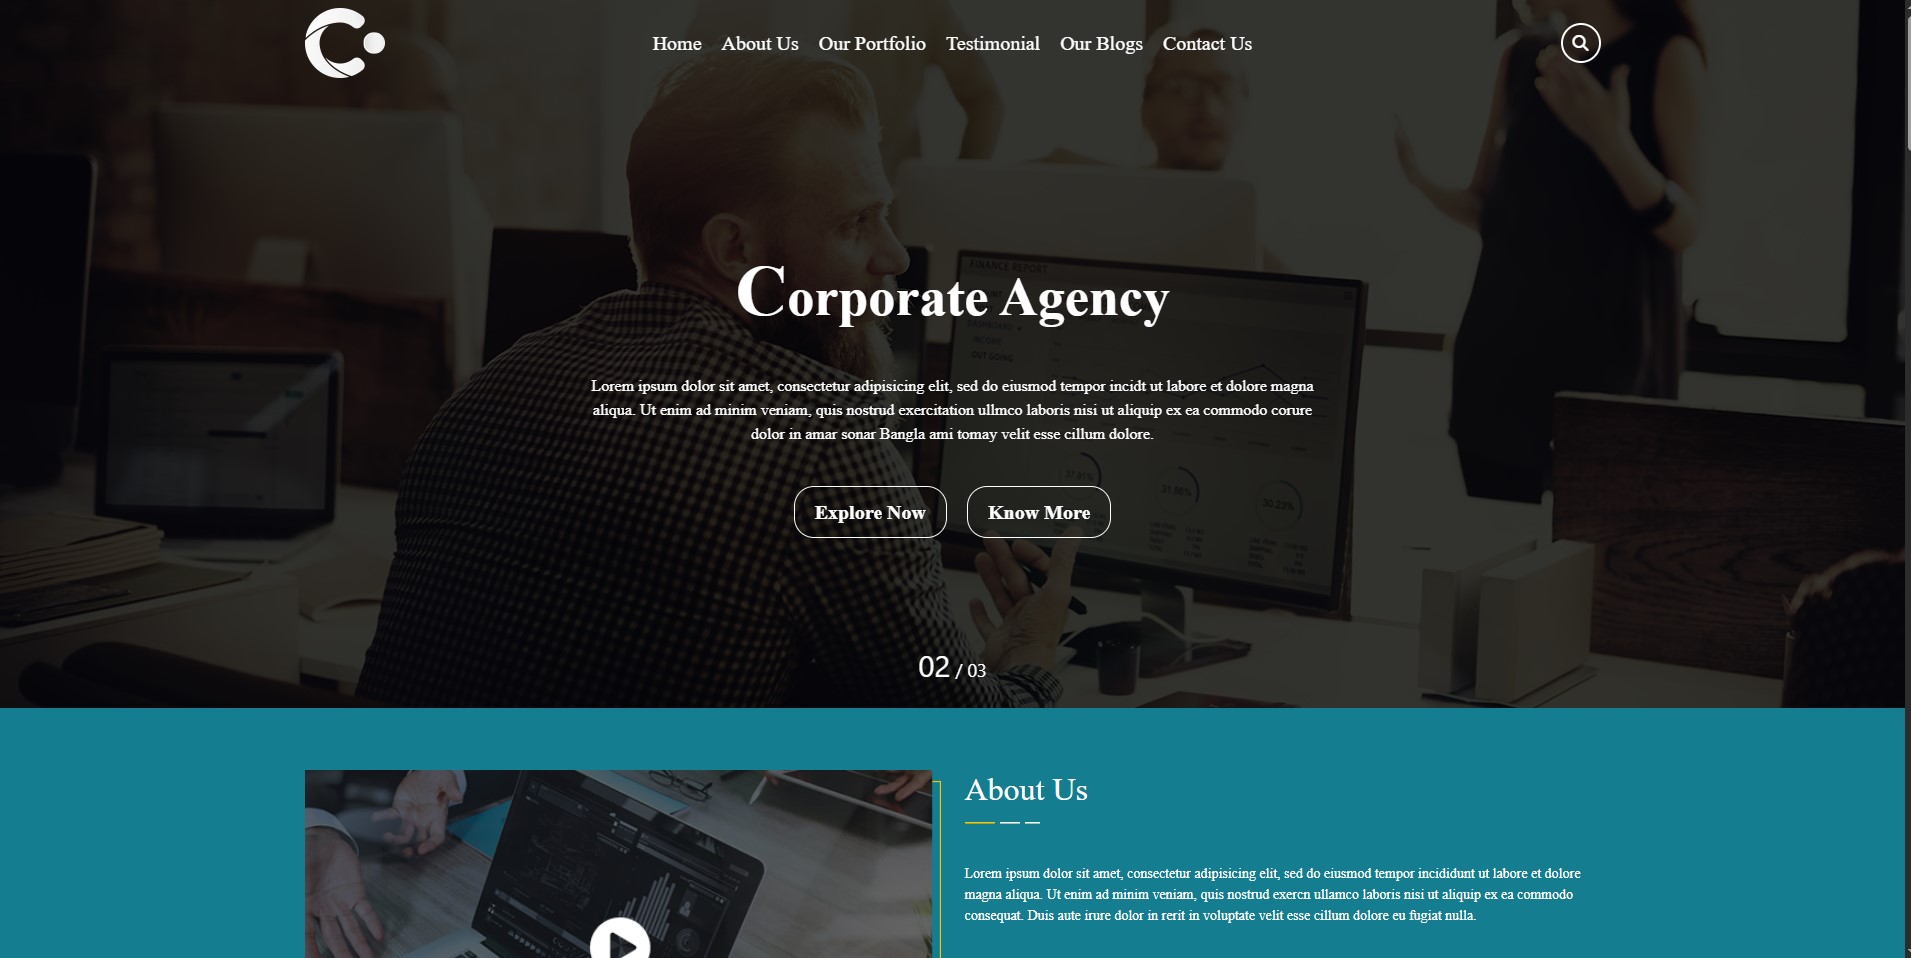 Home About Us Our Portfolio Testimonial Our Blogs Contact Us
FINANCE REPORT
Corporate Agency
INCOME
OUT GOING
Lorem ipsum dolor sit amet, consectetur adipisicing elit, sed do eiusmod tempor incidt ut labore et dolore magna
aliqua. Ut enim ad minim veniam, quis nostrud exercitation ullmco laboris nisi ut aliquip ex ea commodo corure
dolor in amar sonar Bangla ami tomay velit esse cillum dolore.
Explore Now Know More
02 / 03
About Us
Lorem ipsum dolor sit amet, consectetur adipisicing elit, sed do eiusmod tempor incididunt ut labore et dolore
magna aliqua. Ut enim ad minim veniam, quis nostrud exercn ullamco laboris nisi ut aliquip ex ea commodo
consequat. Duis aute irure dolor in rerit in voluptate velit esse cillum dolore eu fugiat nulla.